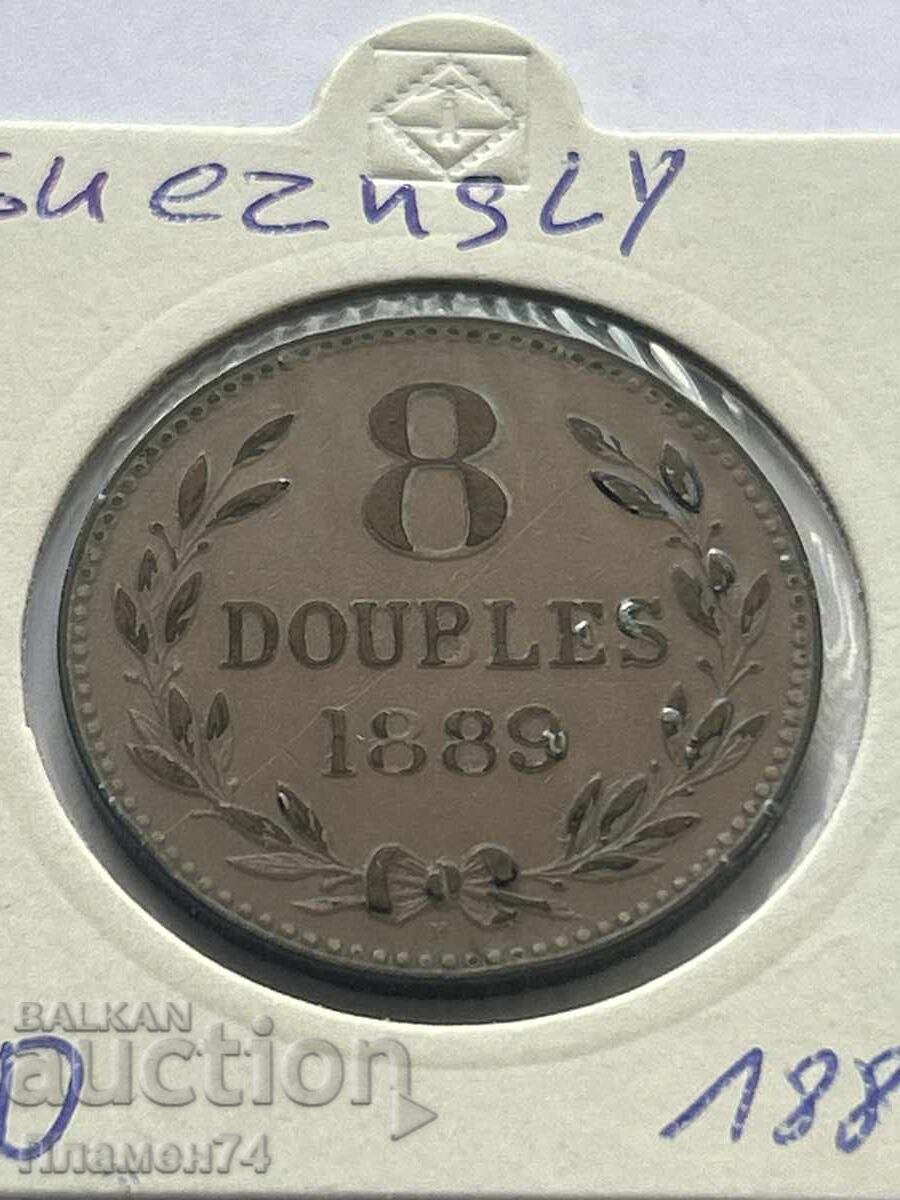 Guernsey
8
DOUBLES
1889
BALKAN
auction
D
188
Пламен74